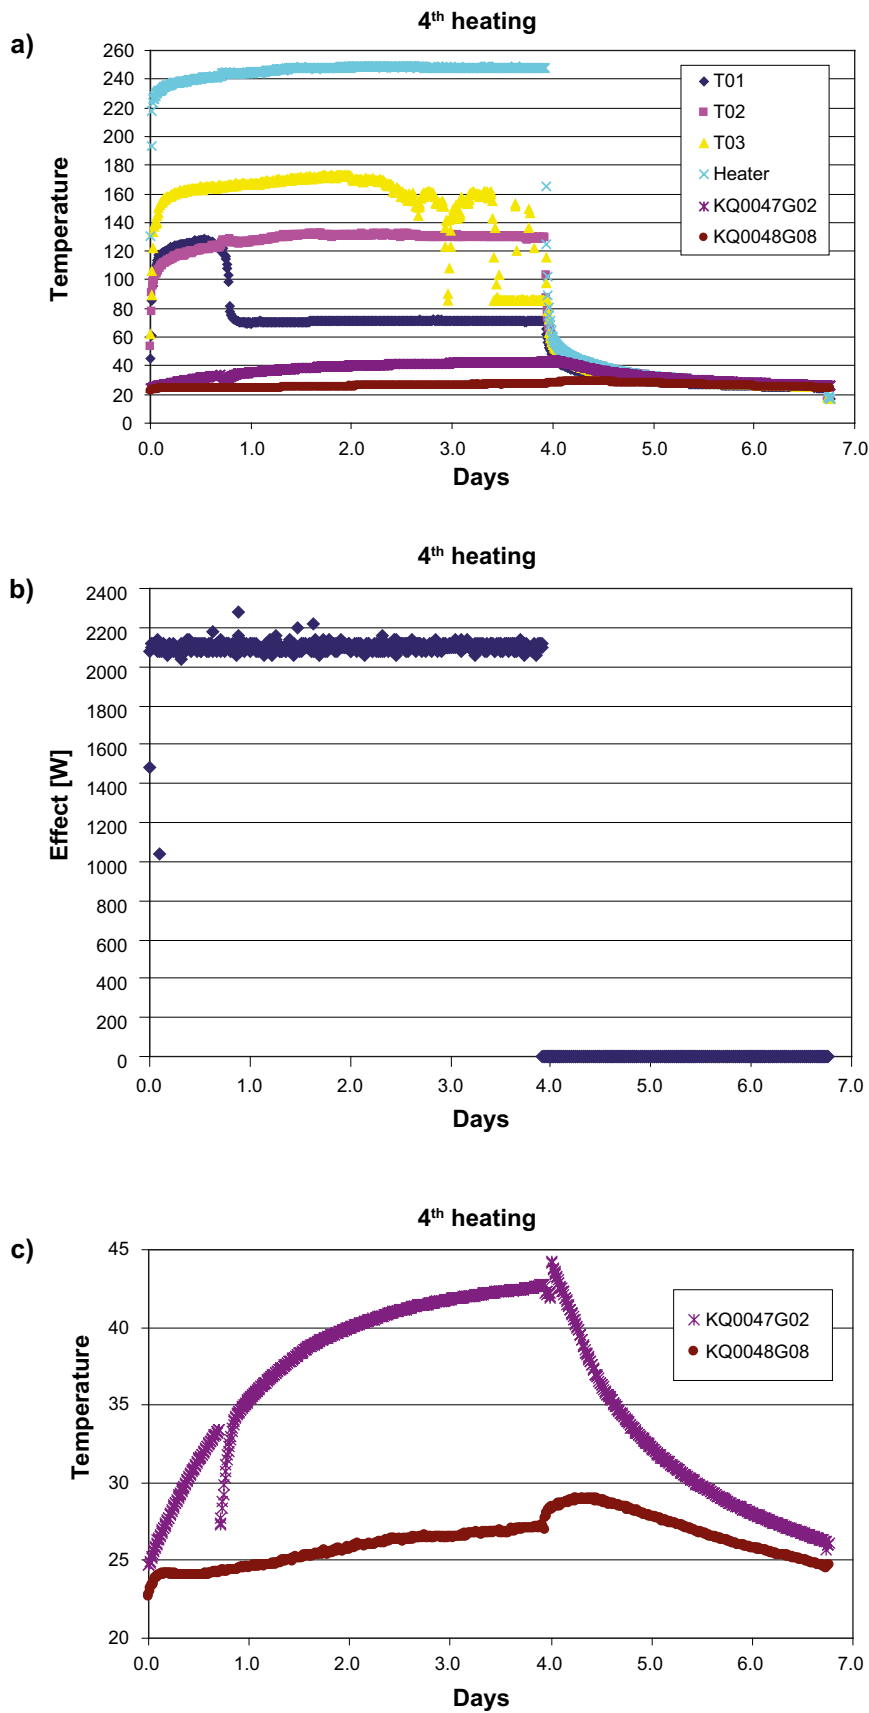 4th heating
a)
260
240
220
200
180
160
140
120
100
80
60
40
20
0
Temperature
T01
T02
T03
Heater
KQ0047G02
KQ0048G08
0.0 1.0 2.0 3.0 4.0 5.0 6.0 7.0
Days
4th heating
b)
2400
2200
2000
1800
1600
1400
1200
1000
800
600
400
200
0
Effect [W]
0.0 1.0 2.0 3.0 4.0 5.0 6.0 7.0
Days
4th heating
c)
45
40
35
30
25
20
Temperature
KQ0047G02
KQ0048G08
0.0 1.0 2.0 3.0 4.0 5.0 6.0 7.0
Days